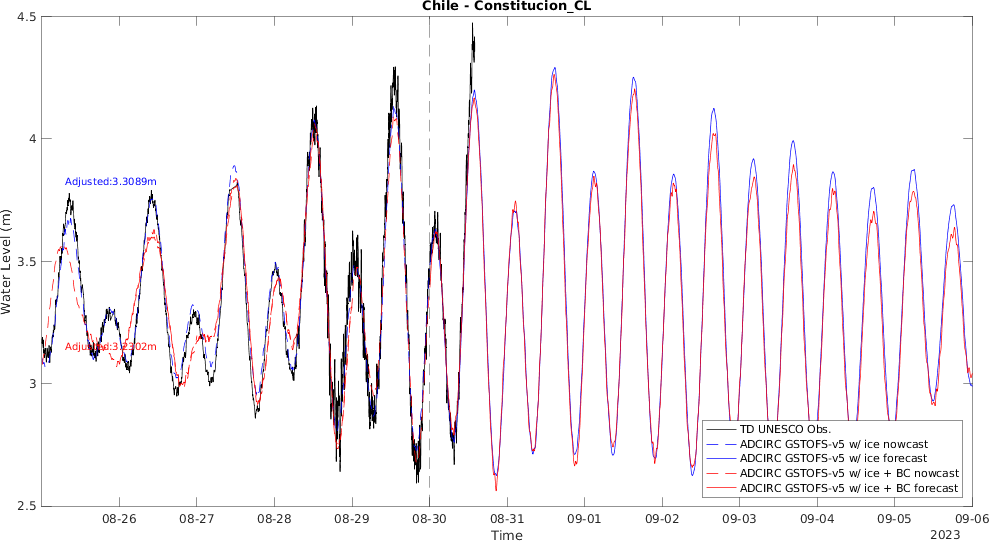 Chile - Constitucion_CL
4.5
4
3.5
3
2.5
Water Level (m)
Adjusted:3.3089m
Adjusted:3.2302m
TD UNESCO Obs.
ADCIRC GSTOFS-v5 w/ ice nowcast
ADCIRC GSTOFS-v5 w/ ice forecast
ADCIRC GSTOFS-v5 w/ ice + BC nowcast
ADCIRC GSTOFS-v5 w/ ice + BC forecast
08-26 08-27 08-28 08-29 08-30 08-31 09-01 09-02 09-03 09-04 09-05 09-06
Time
2023